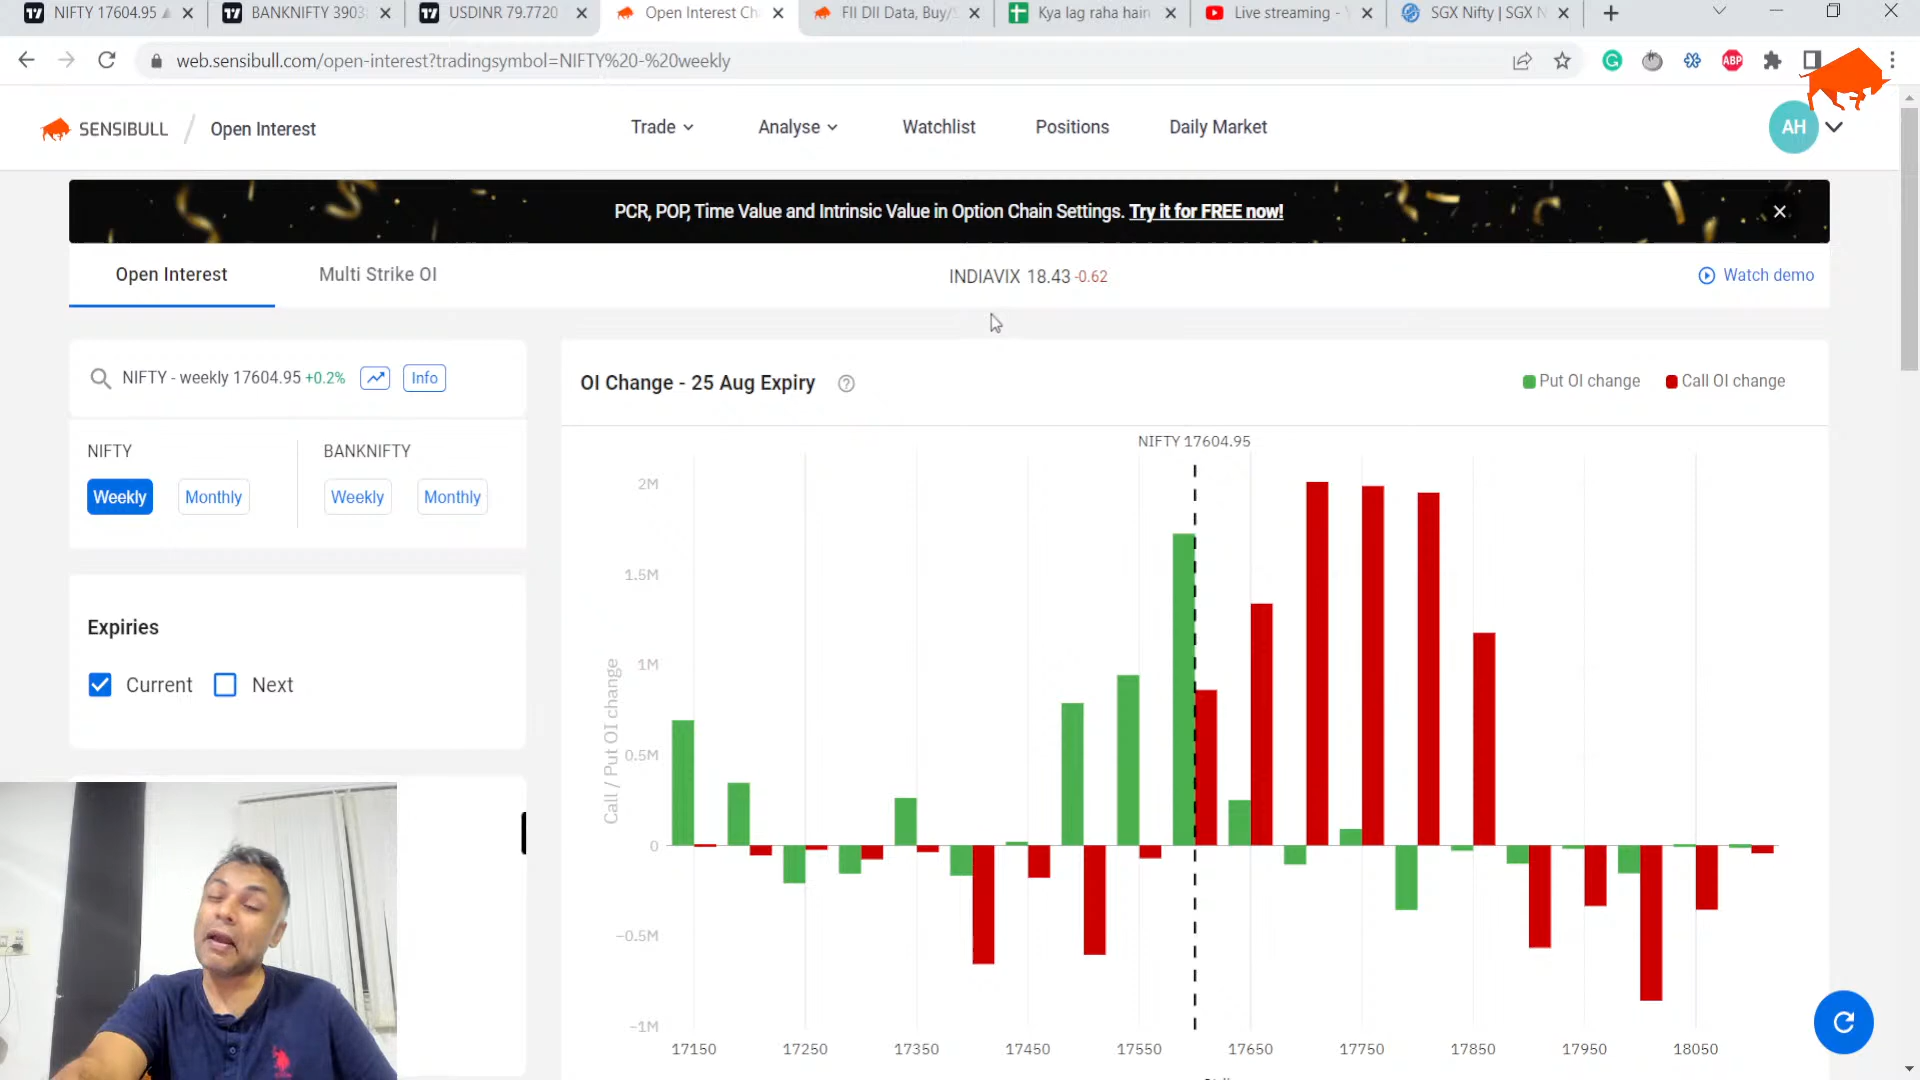 NIFTY 17604.95
BANKNIFTY 3903
USDINR 79.7720
Open Interest Ch
FII DII Data, Buy/S
Kya lag raha hain
Live streaming - Y
SGX Nifty | SGX N
web.sensibull.com/open-interest?tradingsymbol=NIFTY%20-%20weekly
ABP
SENSIBULL / Open Interest
Trade
Analyse
Watchlist
Positions
Daily Market
AH
PCR, POP, Time Value and Intrinsic Value in Option Chain Settings. Try it for FREE now!
Open Interest
Multi Strike OI
INDIAVIX 18.43 -0.62
Watch demo
NIFTY - weekly 17604.95 +0.2%
Info
NIFTY
BANKNIFTY
Weekly
Monthly
Weekly
Monthly
Expiries
Current
Next
OI Change - 25 Aug Expiry
Put OI change
Call OI change
NIFTY 17604.95
2M
1.5M
1M
0.5M
0
−0.5M
−1M
Call / Put OI change
17150
17250
17350
17450
17550
17650
17750
17850
17950
18050